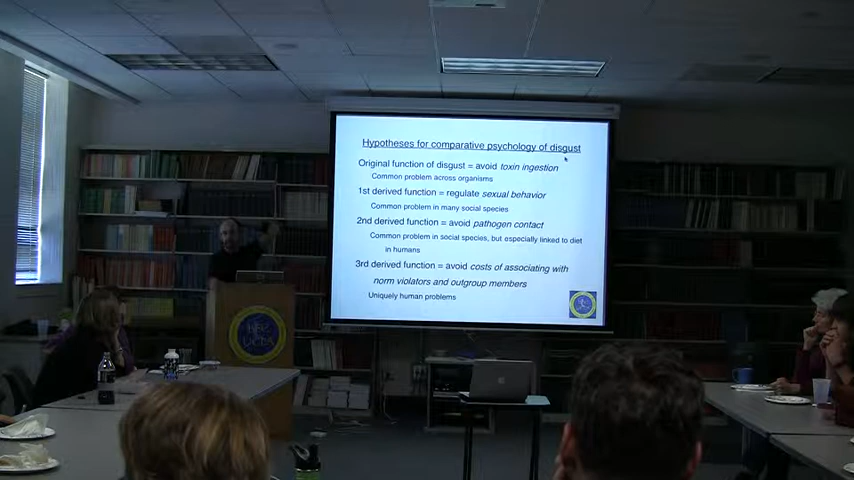 Hypotheses for comparative psychology of disgust
Original function of disgust = avoid toxin ingestion
Common problem across organisms
1st derived function = regulate sexual behavior
Common problem in many social species
2nd derived function = avoid pathogen contact
Common problem in social species, but especially linked to diet
in humans
3rd derived function = avoid costs of associating with
norm violators and outgroup members
Uniquely human problems
UCLA